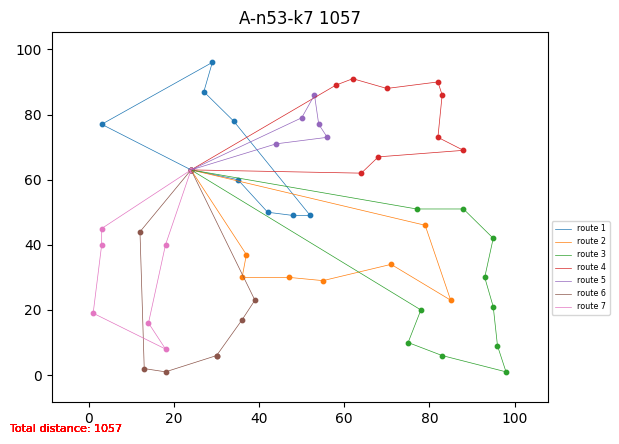 A-n53-k7 1057
100
80
60
40
20
0
0 20 40 60 80 100
route 1
route 2
route 3
route 4
route 5
route 6
route 7
Total distance: 1057